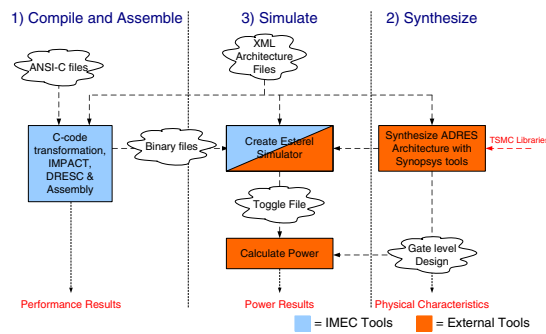 1) Compile and Assemble
3) Simulate
2) Synthesize
XML
Architecture
Files
ANSI-C files
C-code
transformation,
IMPACT,
DRESC &
Assembly
Binary files
Create Esterel
Simulator
Synthesize ADRES
Architecture with
Synopsys tools
TSMC Libraries
Toggle File
Calculate Power
Gate level
Design
Performance Results
Power Results
Physical Characteristics
= IMEC Tools
= External Tools